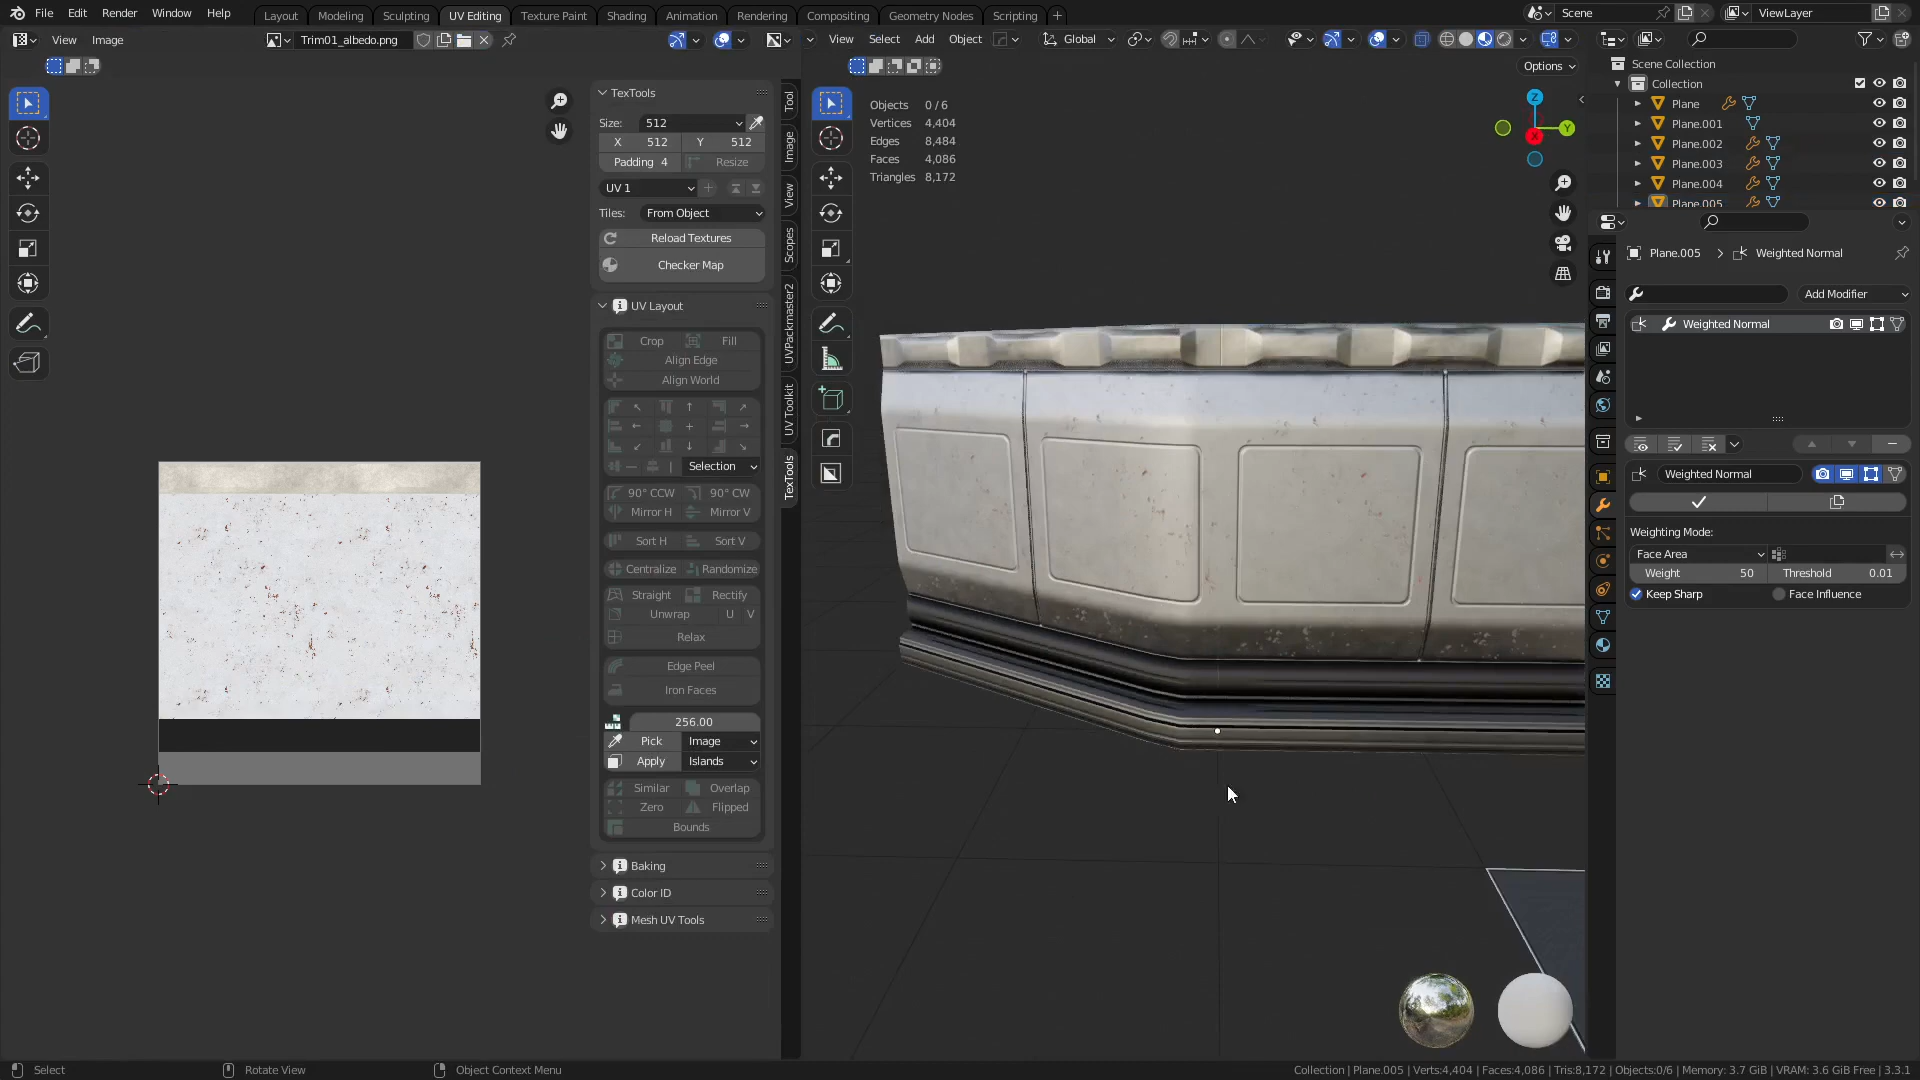 File Edit Render Window Help
Layout Modeling Sculpting UV Editing Texture Paint Shading Animation Rendering Compositing Geometry Nodes Scripting +
Scene ViewLayer
View Image Trim01_albedo.png
View Select Add Object Global
Options
TexTools
Size: 512
X 512 Y 512
Padding 4 Resize
UV 1
Tiles: From Object
Reload Textures
Checker Map
UV Layout
Crop Fill
Align Edge
Align World
Selection
90° CCW 90° CW
Mirror H Mirror V
Sort H Sort V
Centralize Randomize
Straight Rectify
Unwrap U V
Relax
Edge Peel
Iron Faces
256.00
Pick Image
Apply Islands
Similar Overlap
Zero Flipped
Bounds
Baking
Color ID
Mesh UV Tools
Tool
Image
View
Scopes
UVPackmaster2
UV Toolkit
TexTools
Objects 0 / 6
Vertices 4,404
Edges 8,484
Faces 4,086
Triangles 8,172
Z
Y
X
Scene Collection
Collection
Plane
Plane.001
Plane.002
Plane.003
Plane.004
Plane.005
Plane.005 > Weighted Normal
Add Modifier
Weighted Normal
Weighted Normal
Weighting Mode:
Face Area
Weight 50 Threshold 0.01
Keep Sharp Face Influence
Select Rotate View Object Context Menu
Collection | Plane.005 | Verts:4,404 | Faces:4,086 | Tris:8,172 | Objects:0/6 | Memory: 3.7 GiB | VRAM: 3.6 GiB Free | 3.3.1